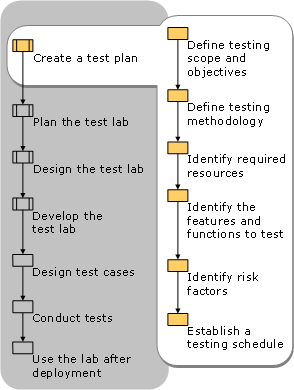 Create a test plan
Plan the test lab
Design the test lab
Develop the
test lab
Design test cases
Conduct tests
Use the lab after
deployment
Define testing
scope and
objectives
Define testing
methodology
Identify required
resources
Identify the
features and
functions to test
Identify risk
factors
Establish a
testing schedule